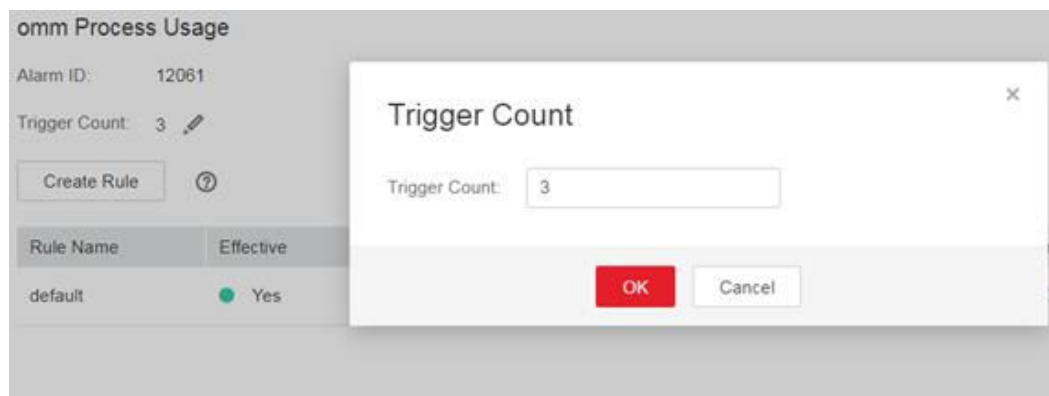 omm Process Usage
Alarm ID: 12061
Trigger Count: 3
Create Rule
Rule Name Effective
default Yes
Trigger Count
Trigger Count: 3
OK Cancel